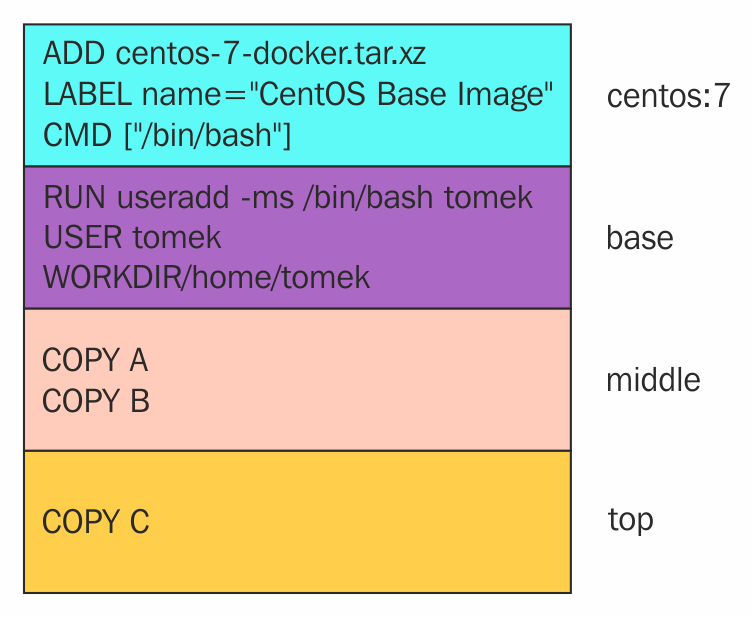 ADD centos-7-docker.tar.xz
LABEL name="CentOS Base Image"
CMD ["/bin/bash"]
centos:7
RUN useradd -ms /bin/bash tomek
USER tomek
WORKDIR/home/tomek
base
COPY A
COPY B
middle
COPY C
top